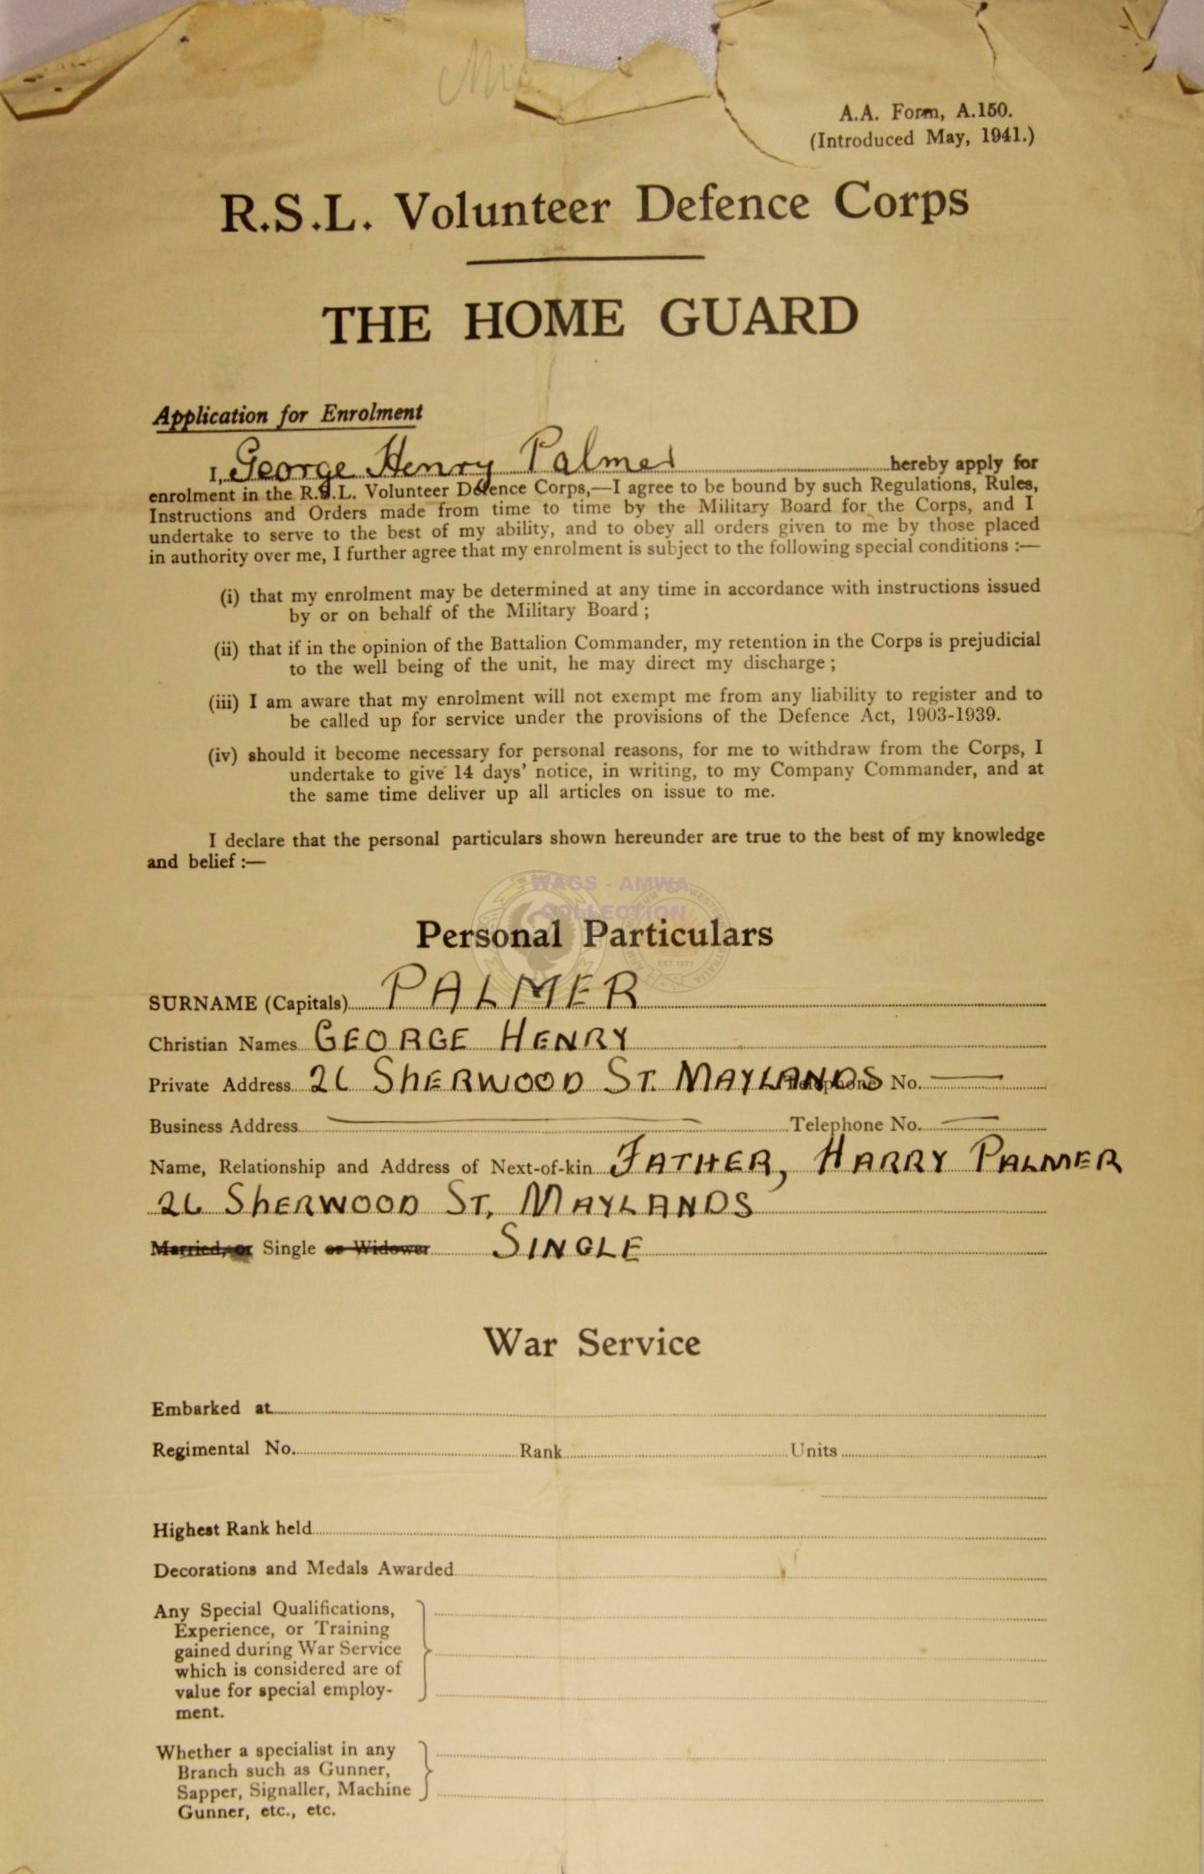 A.A. Form, A.150.
(Introduced May, 1941.)
R.S.L. Volunteer Defence Corps
THE HOME GUARD
Application for Enrolment
I, George Henry Palmer hereby apply for
enrolment in the R.S.L. Volunteer Defence Corps,—I agree to be bound by such Regulations, Rules,
Instructions and Orders made from time to time by the Military Board for the Corps, and I
undertake to serve to the best of my ability, and to obey all orders given to me by those placed
in authority over me, I further agree that my enrolment is subject to the following special conditions :—
(i) that my enrolment may be determined at any time in accordance with instructions issued
by or on behalf of the Military Board ;
(ii) that if in the opinion of the Battalion Commander, my retention in the Corps is prejudicial
to the well being of the unit, he may direct my discharge ;
(iii) I am aware that my enrolment will not exempt me from any liability to register and to
be called up for service under the provisions of the Defence Act, 1903-1939.
(iv) should it become necessary for personal reasons, for me to withdraw from the Corps, I
undertake to give 14 days' notice, in writing, to my Company Commander, and at
the same time deliver up all articles on issue to me.
I declare that the personal particulars shown hereunder are true to the best of my knowledge
and belief :—
WAGS - AMWA
COLLECTION
Personal Particulars
SURNAME (Capitals) PALMER
Christian Names GEORGE HENRY
Private Address 26 SHERWOOD ST. MAYLANDS Telephone No. —
Business Address — Telephone No. —
Name, Relationship and Address of Next-of-kin FATHER, HARRY PALMER
26 SHERWOOD ST, MAYLANDS
Married, or Single or Widower SINGLE
War Service
Embarked at
Regimental No. Rank Units
Highest Rank held
Decorations and Medals Awarded
Any Special Qualifications,
Experience, or Training
gained during War Service
which is considered are of
value for special employ-
ment.
Whether a specialist in any
Branch such as Gunner,
Sapper, Signaller, Machine
Gunner, etc., etc.